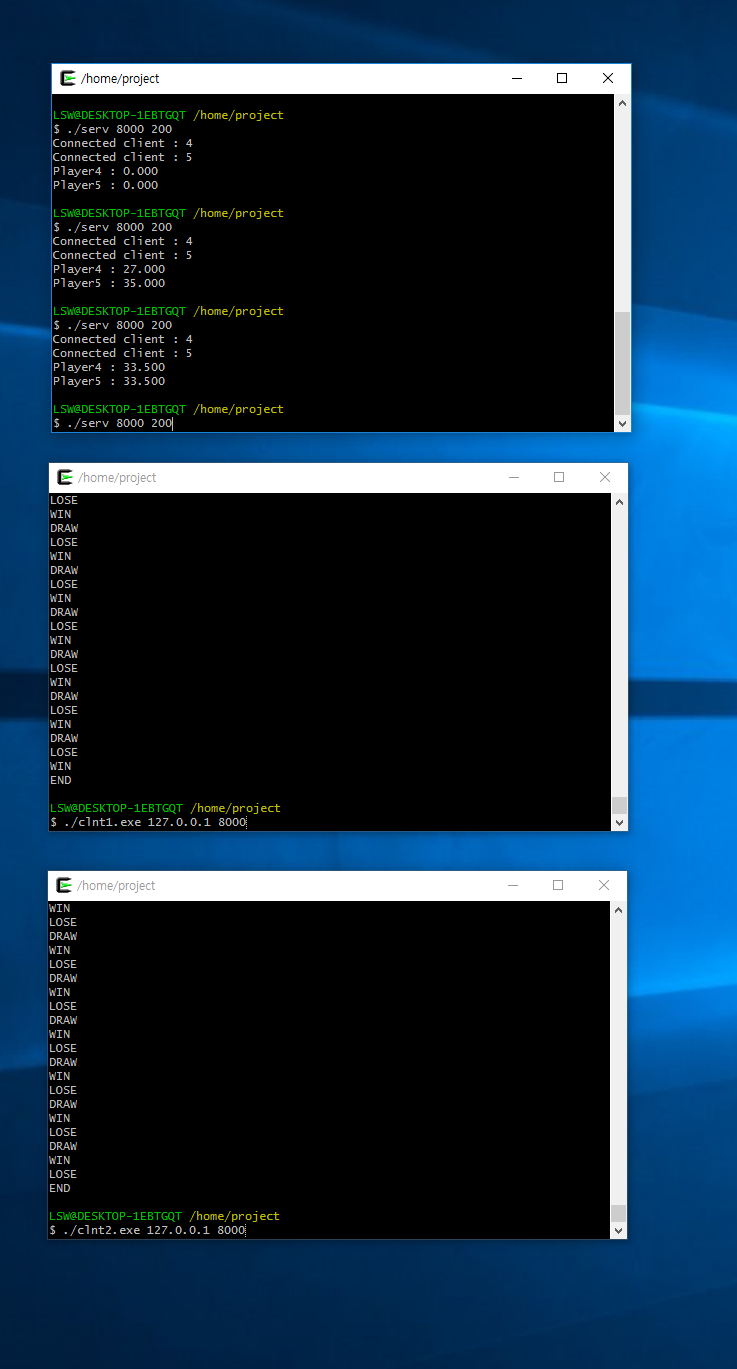 /home/project
LSW@DESKTOP-1EBTGQT /home/project
$ ./serv 8000 200
Connected client : 4
Connected client : 5
Player4 : 0.000
Player5 : 0.000
LSW@DESKTOP-1EBTGQT /home/project
$ ./serv 8000 200
Connected client : 4
Connected client : 5
Player4 : 27.000
Player5 : 35.000
LSW@DESKTOP-1EBTGQT /home/project
$ ./serv 8000 200
Connected client : 4
Connected client : 5
Player4 : 33.500
Player5 : 33.500
LSW@DESKTOP-1EBTGQT /home/project
$ ./serv 8000 200
/home/project
LOSE
WIN
DRAW
LOSE
WIN
DRAW
LOSE
WIN
DRAW
LOSE
WIN
DRAW
LOSE
WIN
DRAW
LOSE
WIN
DRAW
LOSE
WIN
END
LSW@DESKTOP-1EBTGQT /home/project
$ ./clnt1.exe 127.0.0.1 8000
/home/project
WIN
LOSE
DRAW
WIN
LOSE
DRAW
WIN
LOSE
DRAW
WIN
LOSE
DRAW
WIN
LOSE
DRAW
WIN
LOSE
DRAW
WIN
LOSE
END
LSW@DESKTOP-1EBTGQT /home/project
$ ./clnt2.exe 127.0.0.1 8000